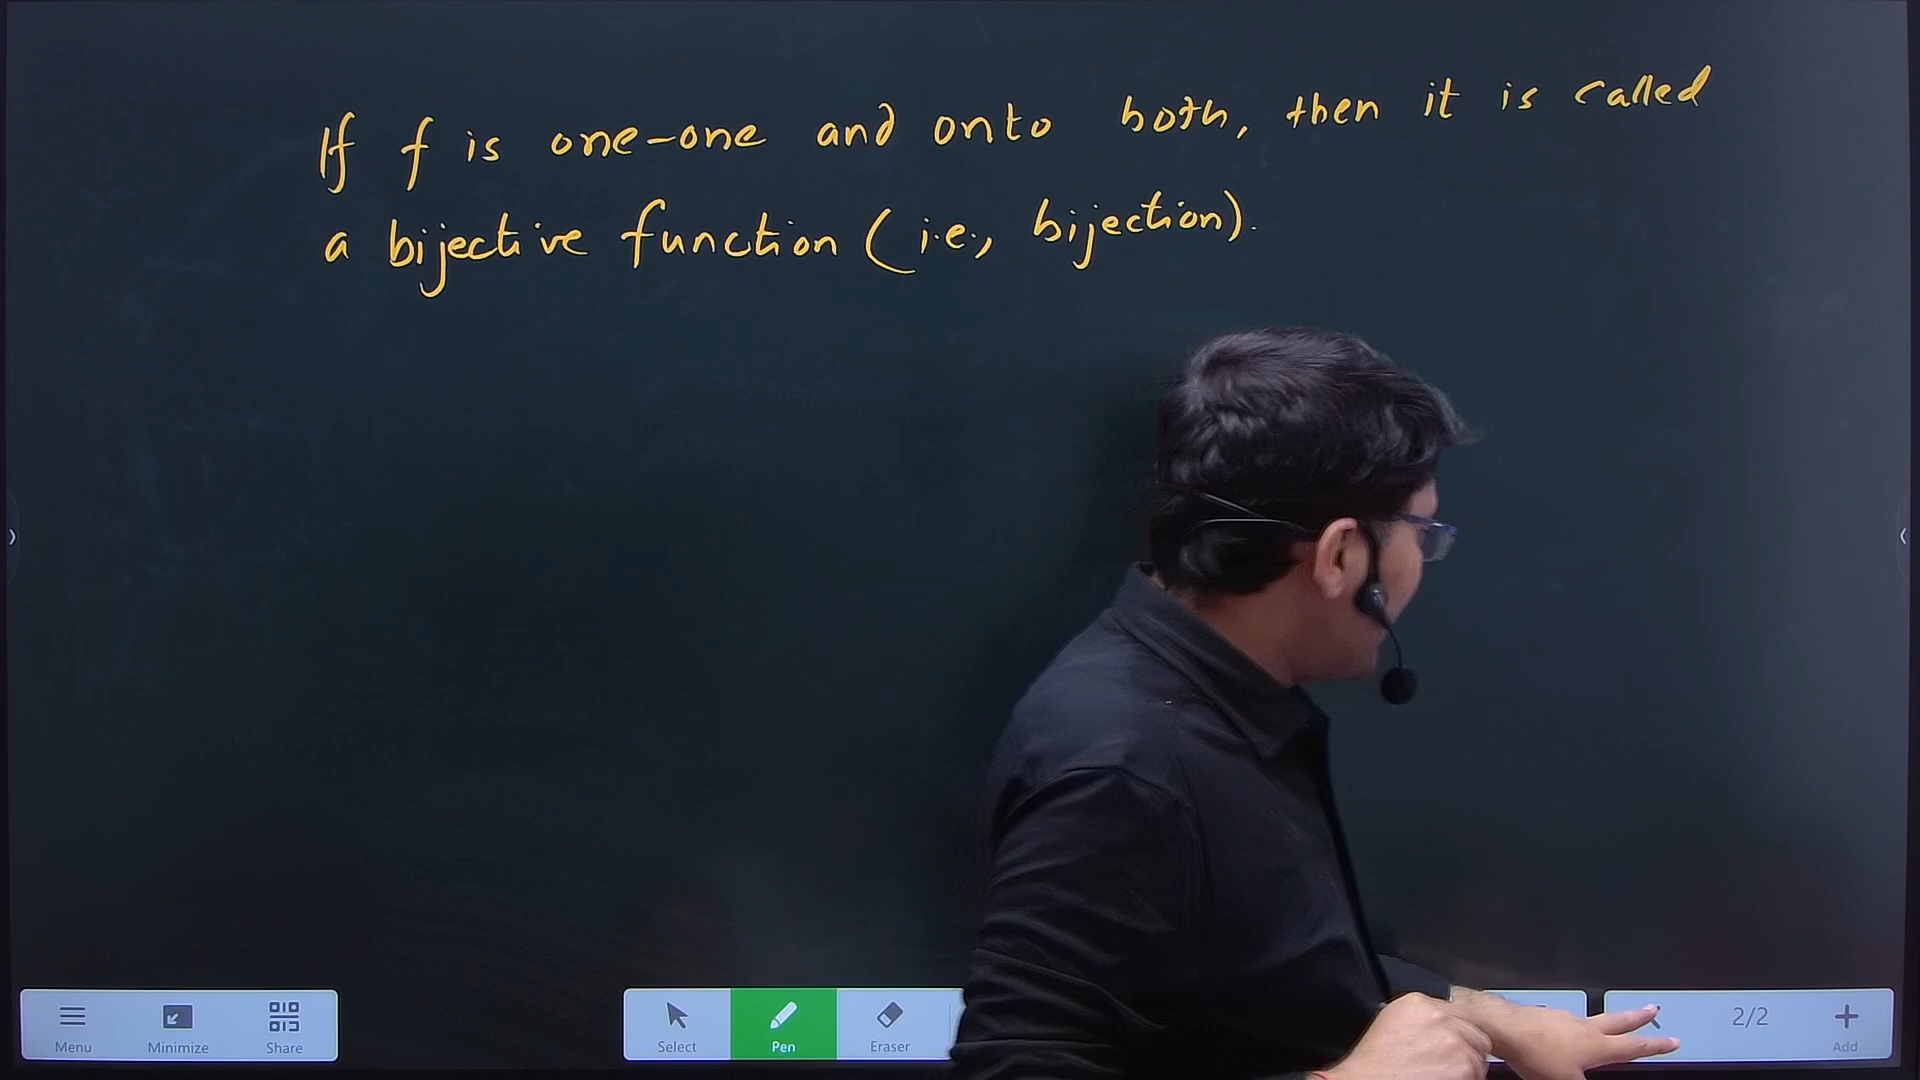 If f is one-one and onto both, then it is called
a bijective function (i.e., bijection).
Menu Minimize Share Select Pen Eraser 2/2 Add